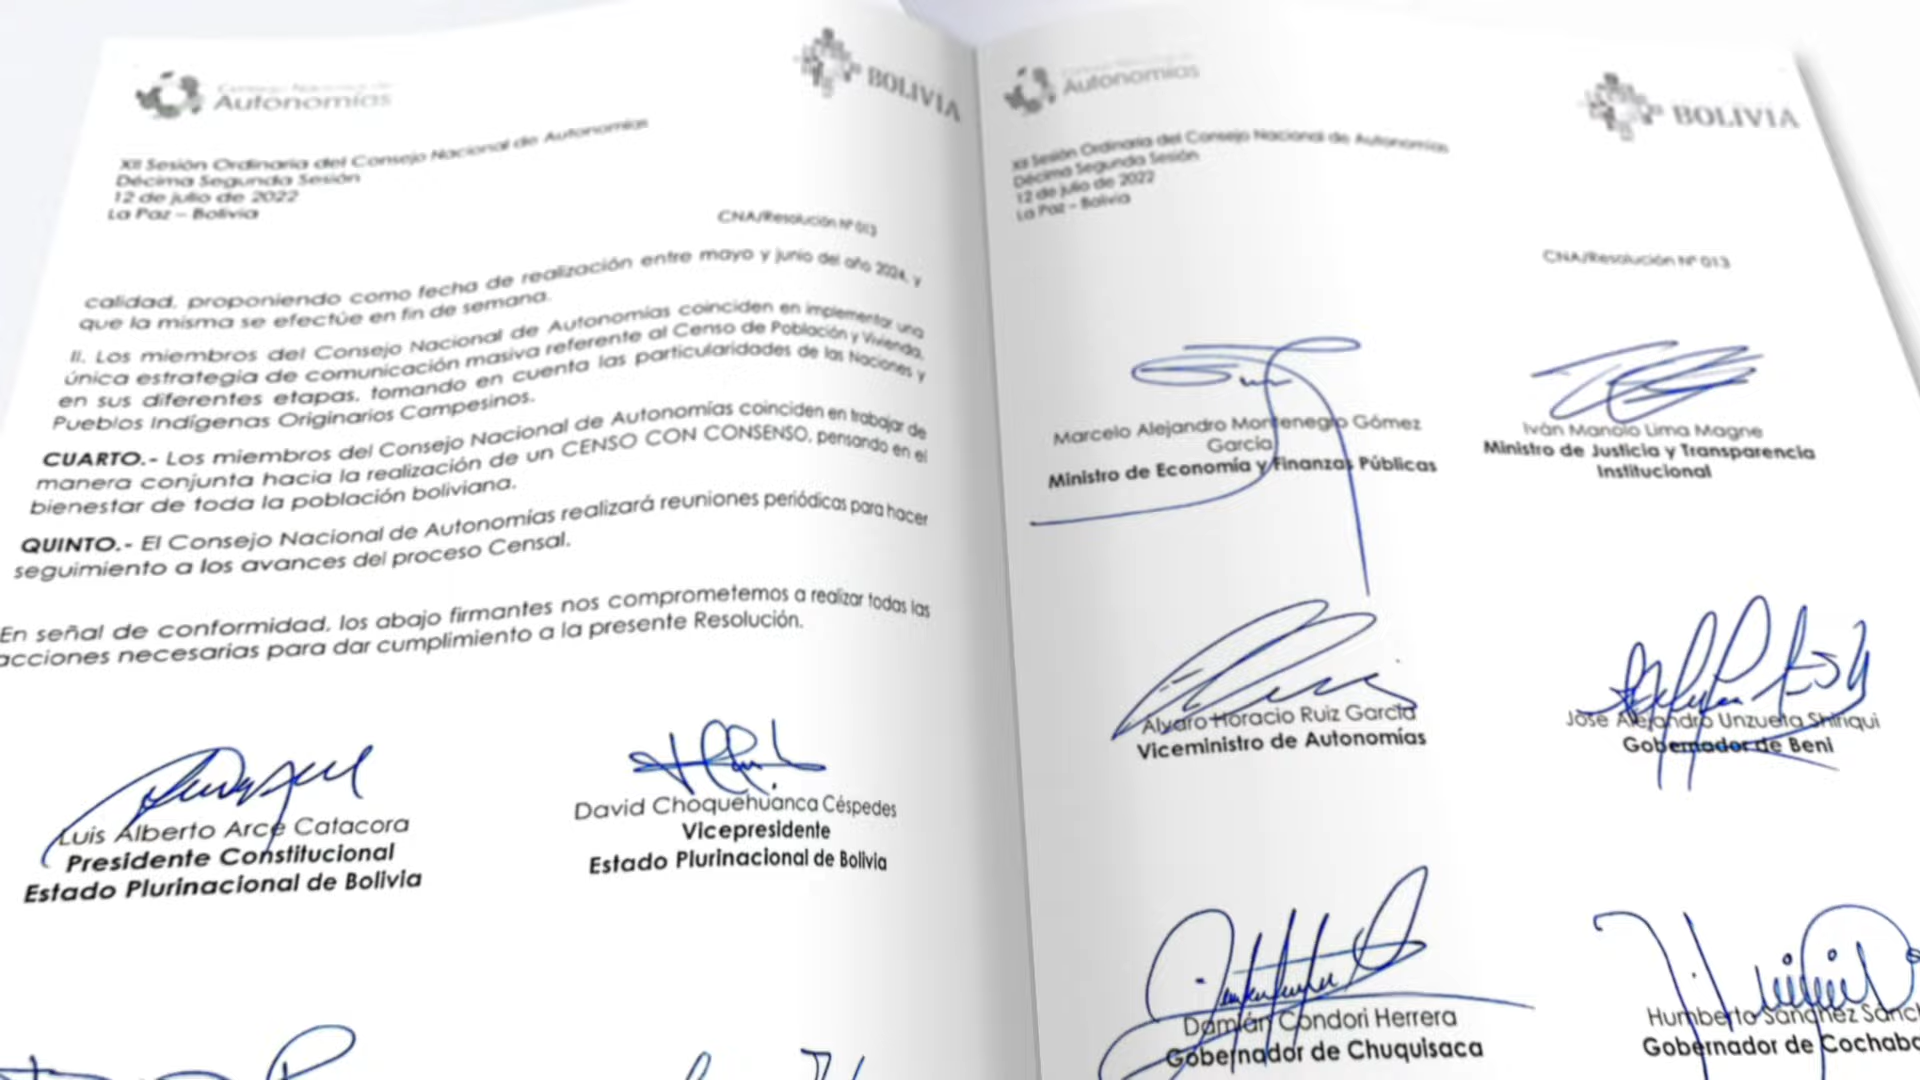 Consejo Nacional de
Autonomías
BOLIVIA
XII Sesión Ordinaria del Consejo Nacional de Autonomías
Décima Segunda Sesión
12 de julio de 2022
La Paz – Bolivia
CNA/Resolución Nº 013
calidad, proponiendo como fecha de realización entre mayo y junio del año 2024, y
que la misma se efectúe en fin de semana.
II. Los miembros del Consejo Nacional de Autonomías coinciden en implementar una
única estrategia de comunicación masiva referente al Censo de Población y Vivienda,
en sus diferentes etapas, tomando en cuenta las particularidades de las Naciones y
Pueblos Indígenas Originarios Campesinos.
CUARTO.- Los miembros del Consejo Nacional de Autonomías coinciden en trabajar de
manera conjunta hacia la realización de un CENSO CON CONSENSO, pensando en el
bienestar de toda la población boliviana.
QUINTO.- El Consejo Nacional de Autonomías realizará reuniones periódicas para hacer
seguimiento a los avances del proceso Censal.
En señal de conformidad, los abajo firmantes nos comprometemos a realizar todas las
acciones necesarias para dar cumplimiento a la presente Resolución.
Luis Alberto Arce Catacora
Presidente Constitucional
Estado Plurinacional de Bolivia
David Choquehuanca Céspedes
Vicepresidente
Estado Plurinacional de Bolivia
Consejo Nacional de
Autonomías
BOLIVIA
XII Sesión Ordinaria del Consejo Nacional de Autonomías
Décima Segunda Sesión
12 de julio de 2022
La Paz – Bolivia
CNA/Resolución Nº 013
Marcelo Alejandro Montenegro Gómez
García
Ministro de Economía y Finanzas Públicas
Iván Manolo Lima Magne
Ministro de Justicia y Transparencia
Institucional
Alvaro Horacio Ruiz García
Viceministro de Autonomías
José Alejandro Unzueta Shiriqui
Gobernador de Beni
Damián Condori Herrera
Gobernador de Chuquisaca
Humberto Sánchez Sánc
Gobernador de Cochabo